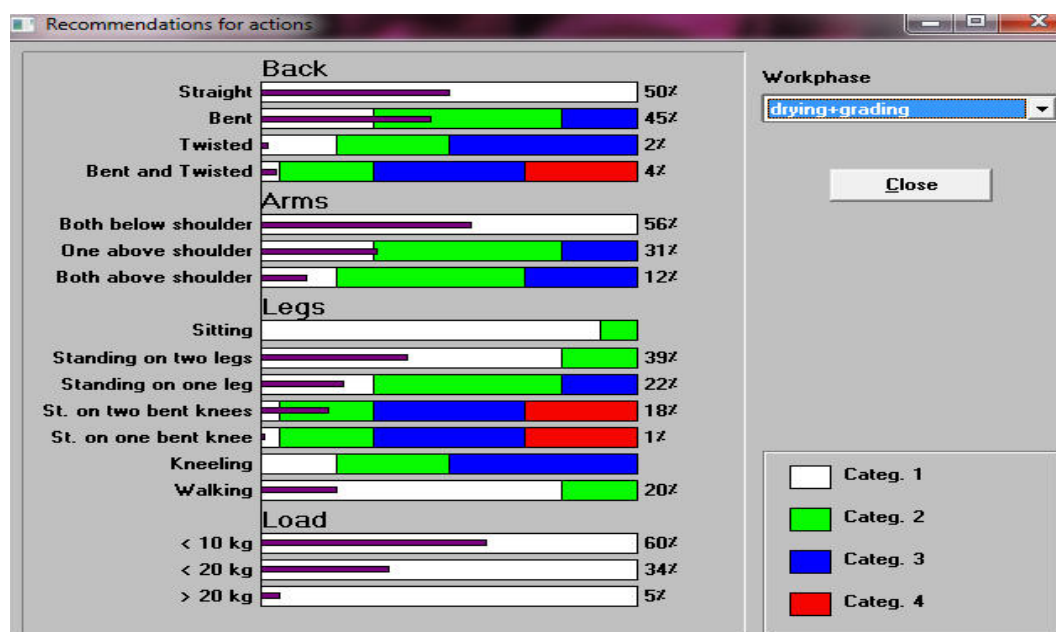 Recommendations for actions
Back
Straight 50%
Bent 45%
Twisted 2%
Bent and Twisted 4%
Arms
Both below shoulder 56%
One above shoulder 31%
Both above shoulder 12%
Legs
Sitting
Standing on two legs 39%
Standing on one leg 22%
St. on two bent knees 18%
St. on one bent knee 1%
Kneeling
Walking 20%
Load
< 10 kg 60%
< 20 kg 34%
> 20 kg 5%
Workphase
drying+grading
Close
Categ. 1
Categ. 2
Categ. 3
Categ. 4